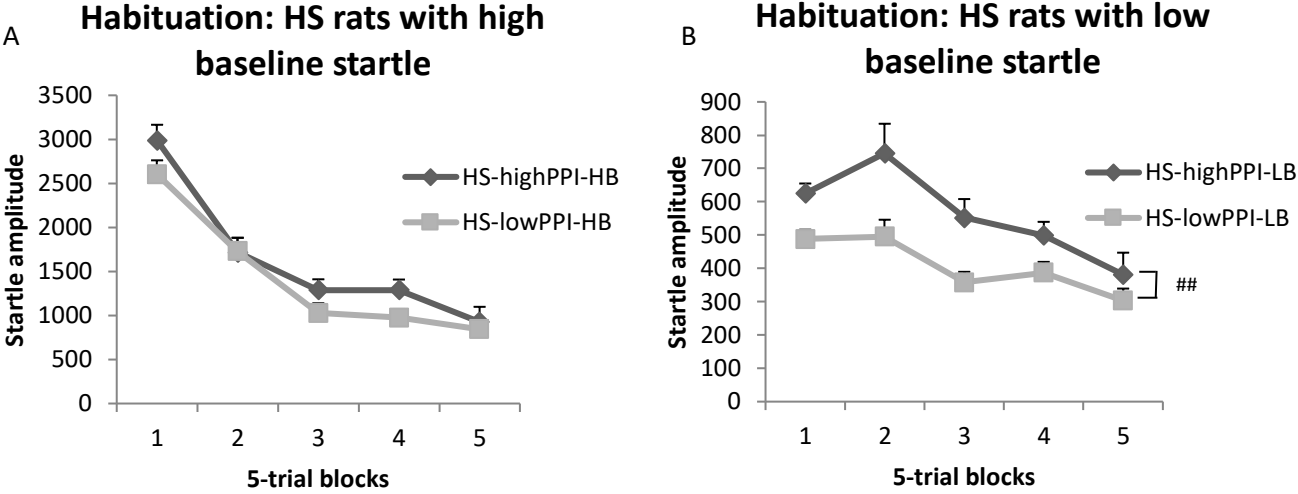 A
Habituation: HS rats with high
baseline startle
Startle amplitude
3500
3000
2500
2000
1500
1000
500
0
HS-highPPI-HB
HS-lowPPI-HB
1 2 3 4 5
5-trial blocks
B
Habituation: HS rats with low
baseline startle
Startle amplitude
900
800
700
600
500
400
300
200
100
0
HS-highPPI-LB
HS-lowPPI-LB
##
1 2 3 4 5
5-trial blocks